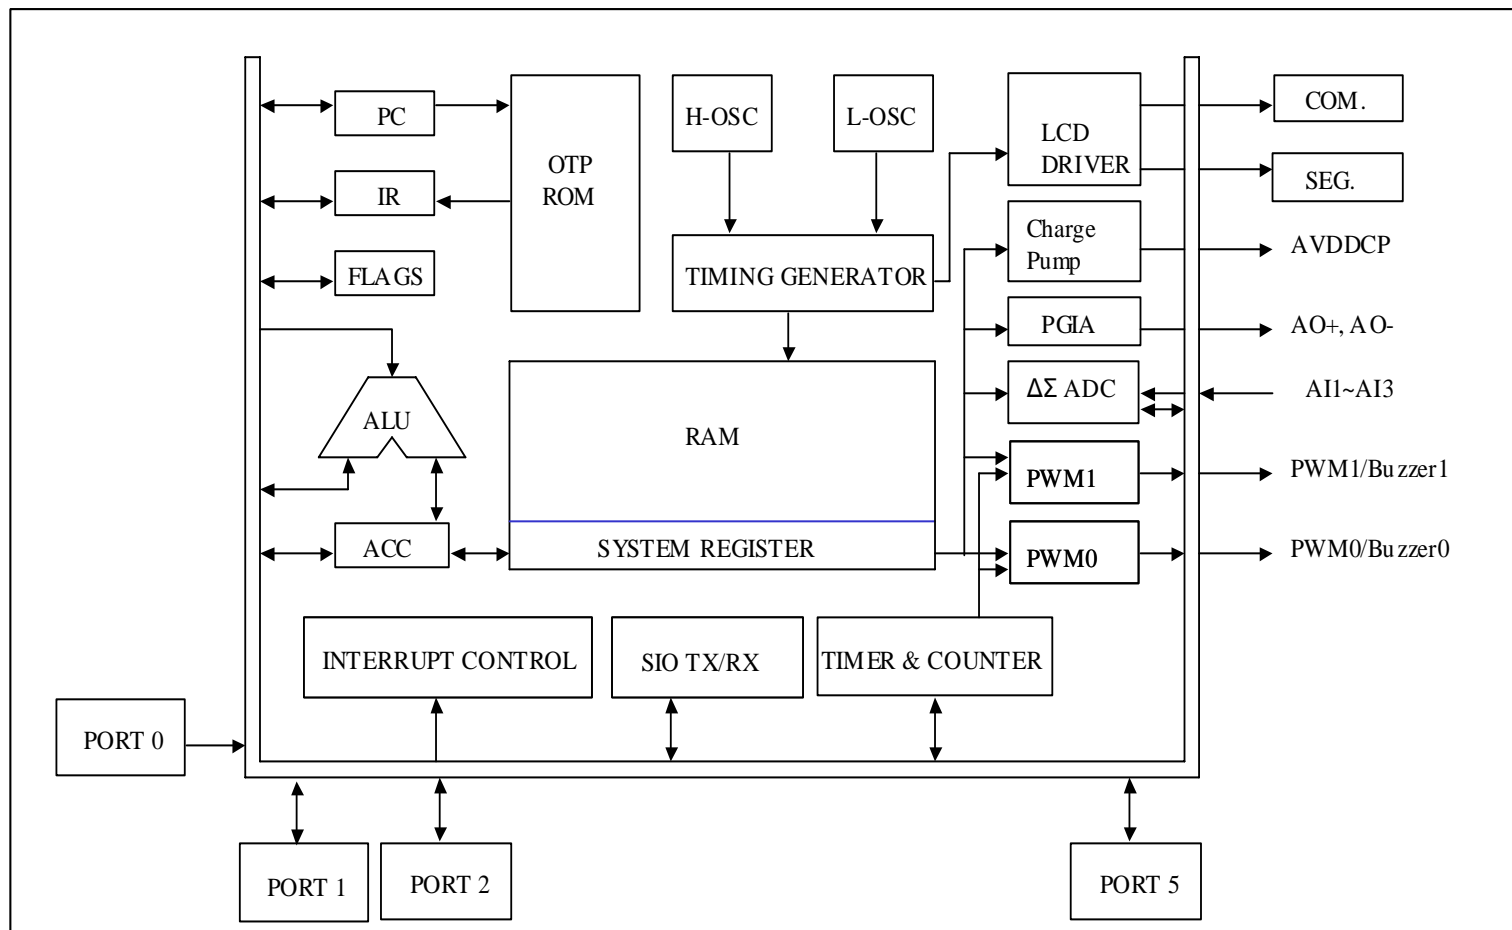 PC
IR
FLAGS
OTP
ROM
H-OSC
L-OSC
TIMING GENERATOR
LCD
DRIVER
COM.
SEG.
Charge
Pump
AVDDCP
PGIA
AO+, AO-
ΔΣ ADC
AI1~AI3
ALU
RAM
PWM1
PWM1/Buzzer1
ACC
SYSTEM REGISTER
PWM0
PWM0/Buzzer0
INTERRUPT CONTROL
SIO TX/RX
TIMER & COUNTER
PORT 0
PORT 1
PORT 2
PORT 5